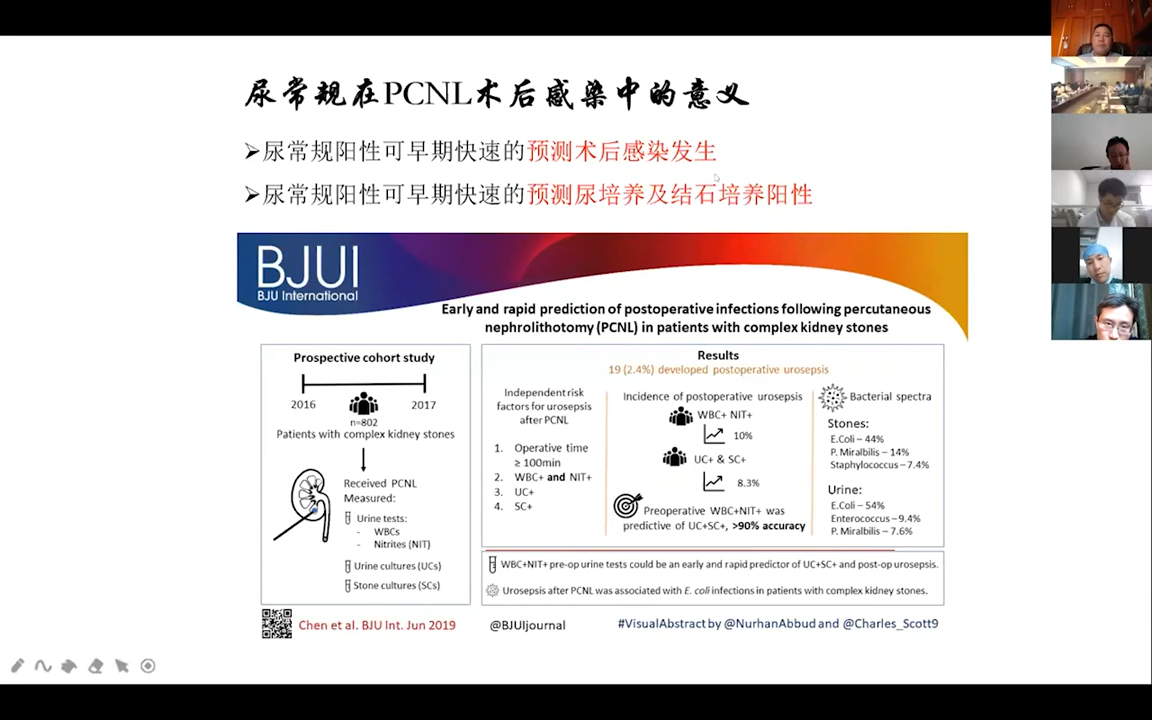 尿常规在PCNL术后感染中的意义
➢尿常规阳性可早期快速的预测术后感染发生
➢尿常规阳性可早期快速的预测尿培养及结石培养阳性
BJUI
BJU International
Early and rapid prediction of postoperative infections following percutaneous
nephrolithotomy (PCNL) in patients with complex kidney stones
Prospective cohort study
2016
2017
n=802
Patients with complex kidney stones
Received PCNL
Measured:
Urine tests:
- WBCs
- Nitrites (NIT)
Urine cultures (UCs)
Stone cultures (SCs)
Results
19 (2.4%) developed postoperative urosepsis
Independent risk
factors for urosepsis
after PCNL
1. Operative time
≥ 100min
2. WBC+ and NIT+
3. UC+
4. SC+
Incidence of postoperative urosepsis
WBC+ NIT+
10%
UC+ & SC+
8.3%
Preoperative WBC+NIT+ was
predictive of UC+SC+, >90% accuracy
Bacterial spectra
Stones:
E.Coli – 44%
P. Miralbilis – 14%
Staphylococcus – 7.4%
Urine:
E.Coli – 54%
Enterococcus – 9.4%
P. Miralbilis – 7.6%
WBC+NIT+ pre-op urine tests could be an early and rapid predictor of UC+SC+ and post-op urosepsis.
Urosepsis after PCNL was associated with E. coli infections in patients with complex kidney stones.
Chen et al. BJU Int. Jun 2019
@BJUIjournal
#VisualAbstract by @NurhanAbbud and @Charles_Scott9